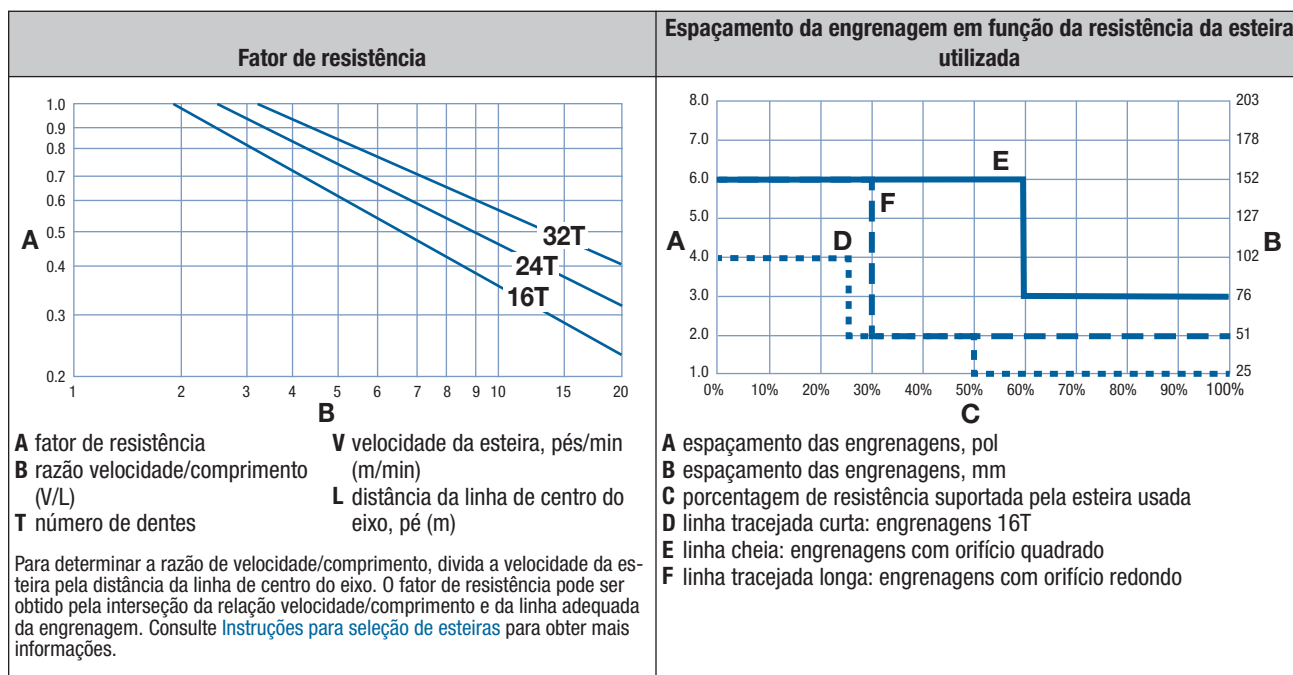 Fator de resistência
Espaçamento da engrenagem em função da resistência da esteira
utilizada
1.0
0.9
0.8
0.7
0.6
0.5
0.4
0.3
0.2
A
32T
24T
16T
1 2 3 4 5 6 7 8 9 10 15 20
B
A fator de resistência
B razão velocidade/comprimento
(V/L)
T número de dentes
V velocidade da esteira, pés/min
(m/min)
L distância da linha de centro do
eixo, pé (m)
Para determinar a razão de velocidade/comprimento, divida a velocidade da es-
teira pela distância da linha de centro do eixo. O fator de resistência pode ser
obtido pela interseção da relação velocidade/comprimento e da linha adequada
da engrenagem. Consulte Instruções para seleção de esteiras para obter mais
informações.
8.0
7.0
6.0
5.0
4.0
3.0
2.0
1.0
A
E
F
D
203
178
152
127
102
76
51
25
B
0% 10% 20% 30% 40% 50% 60% 70% 80% 90% 100%
C
A espaçamento das engrenagens, pol
B espaçamento das engrenagens, mm
C porcentagem de resistência suportada pela esteira usada
D linha tracejada curta: engrenagens 16T
E linha cheia: engrenagens com orifício quadrado
F linha tracejada longa: engrenagens com orifício redondo